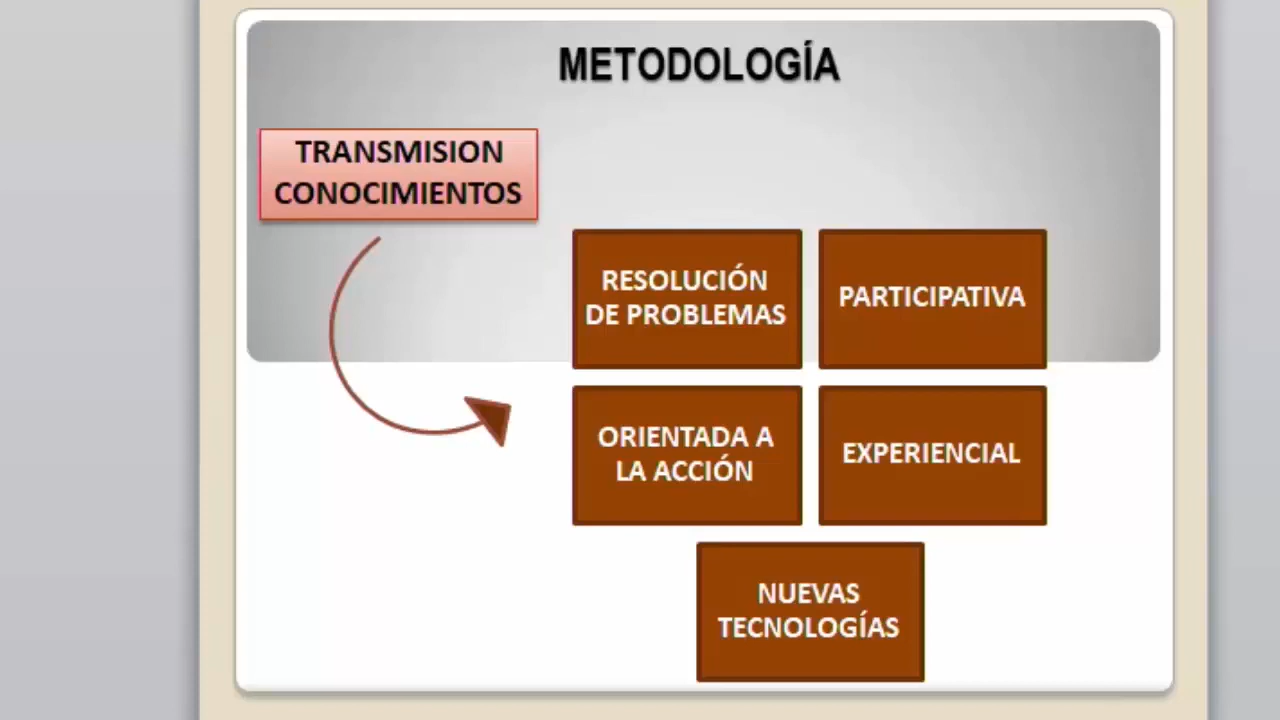 METODOLOGÍA
TRANSMISION
CONOCIMIENTOS
RESOLUCIÓN
DE PROBLEMAS
PARTICIPATIVA
ORIENTADA A
LA ACCIÓN
EXPERIENCIAL
NUEVAS
TECNOLOGÍAS